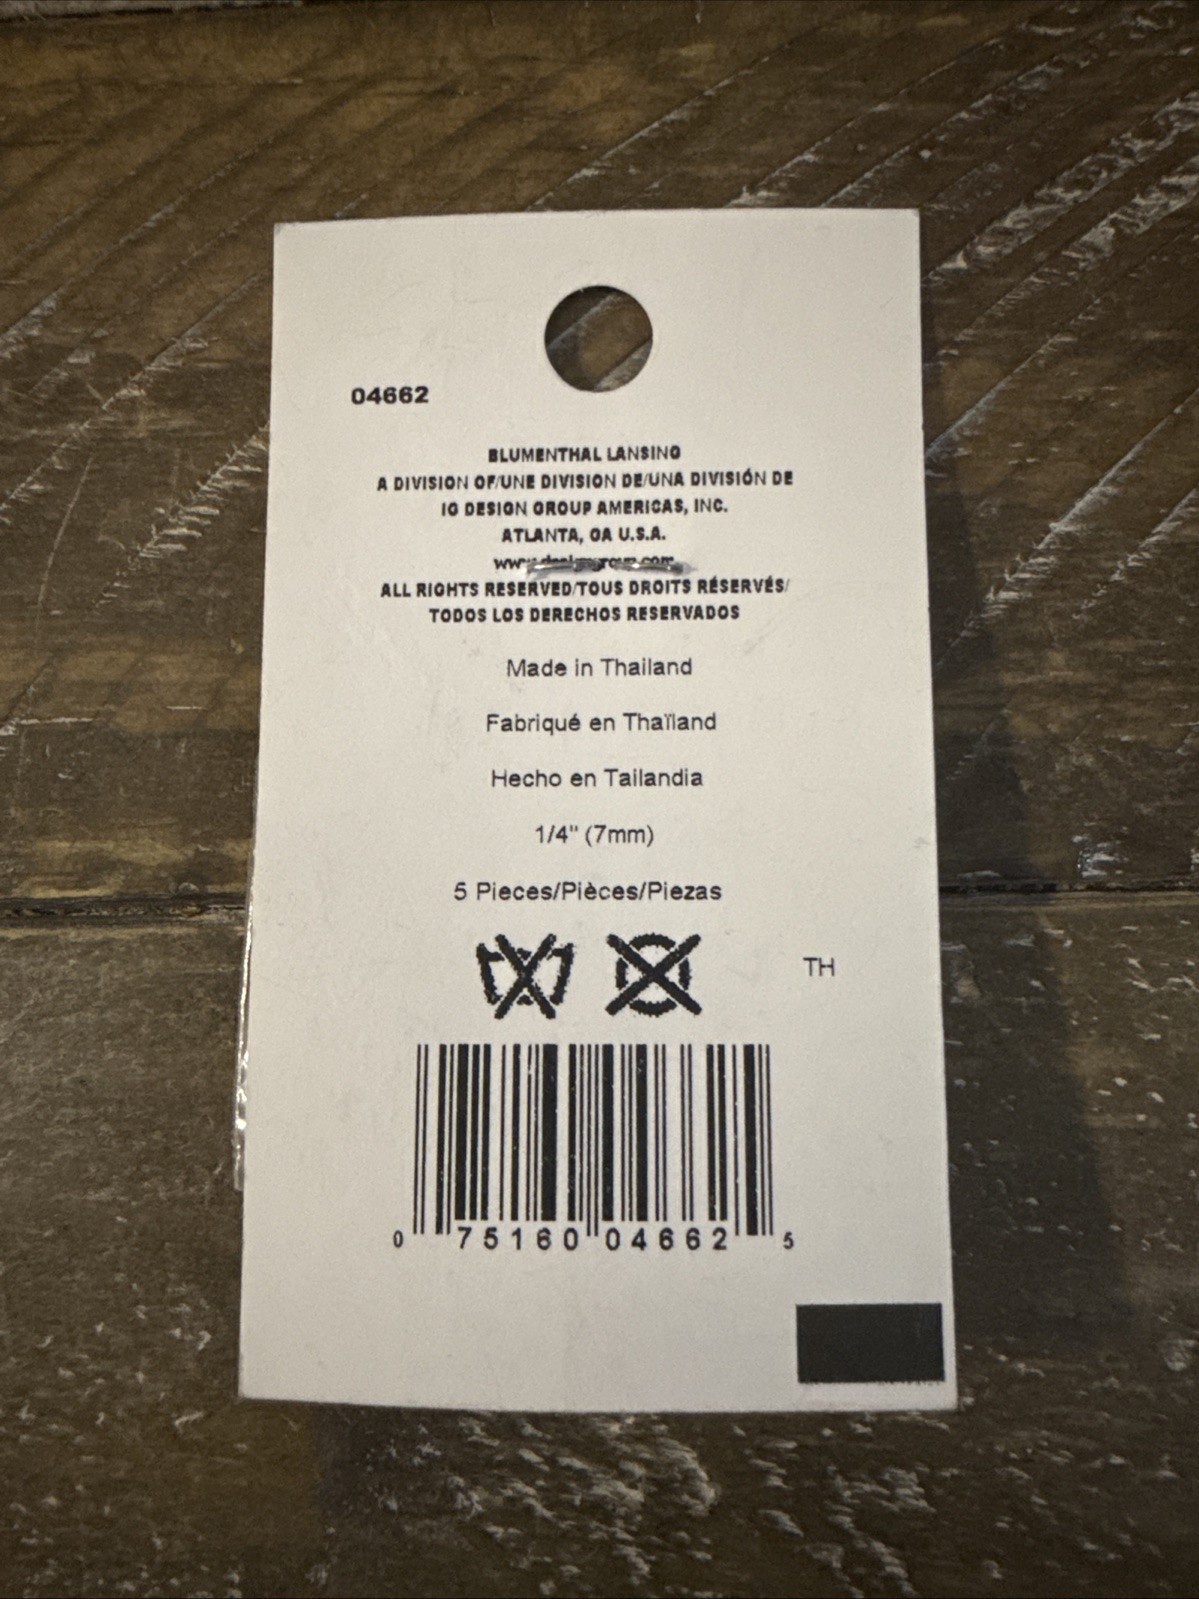 04662
BLUMENTHAL LANSING
A DIVISION OF/UNE DIVISION DE/UNA DIVISIÓN DE
IG DESIGN GROUP AMERICAS, INC.
ATLANTA, GA U.S.A.
ALL RIGHTS RESERVED/TOUS DROITS RÉSERVÉS/
TODOS LOS DERECHOS RESERVADOS
Made in Thailand
Fabriqué en Thaïland
Hecho en Tailandia
1/4" (7mm)
5 Pieces/Pièces/Piezas
TH
0 75160 04662 5